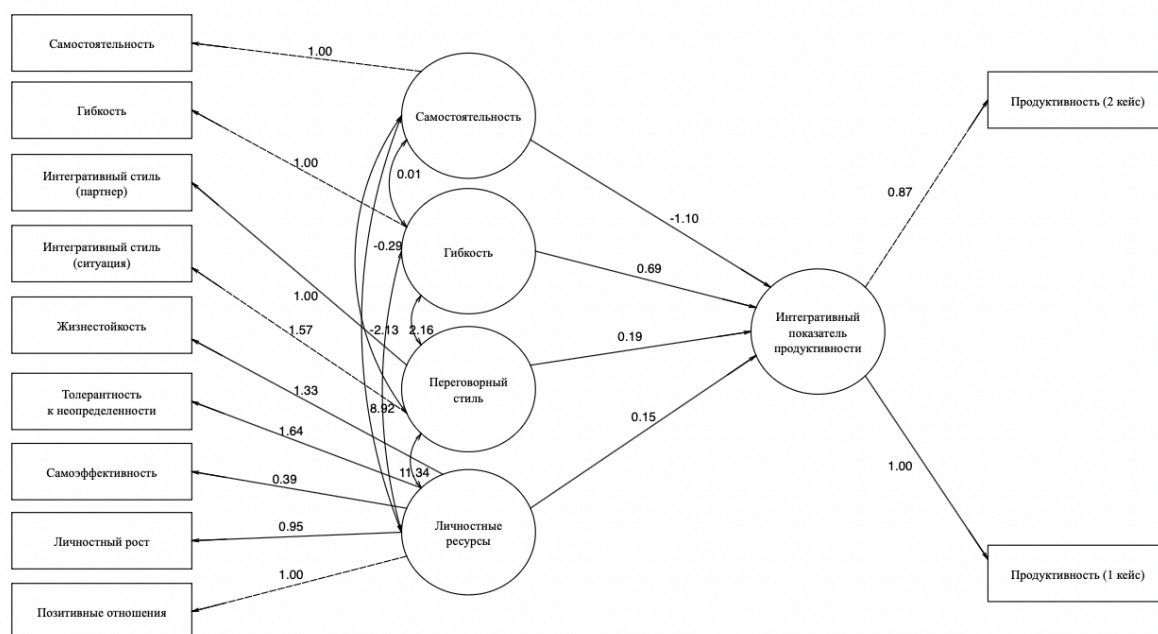 Самостоятельность
Гибкость
Интегративный стиль
(партнер)
Интегративный стиль
(ситуация)
Жизнестойкость
Толерантность
к неопределенности
Самоэффективность
Личностный рост
Позитивные отношения
1.00
1.00
1.00
1.57
1.33
1.64
0.39
0.95
1.00
Самостоятельность
0.01
-0.29
Гибкость
-2.13
2.16
Переговорный
стиль
8.92
11.34
Личностные
ресурсы
-1.10
0.69
0.19
0.15
Интегративный
показатель
продуктивности
0.87
1.00
Продуктивность (2 кейс)
Продуктивность (1 кейс)